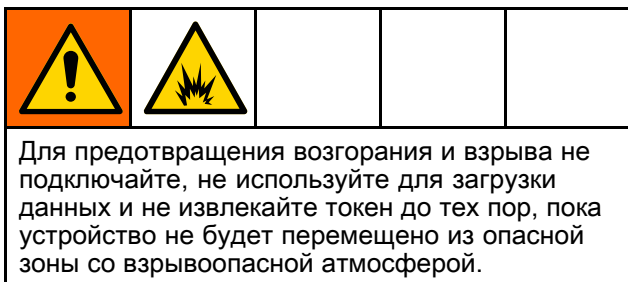 Для предотвращения возгорания и взрыва не
подключайте, не используйте для загрузки
данных и не извлекайте токен до тех пор, пока
устройство не будет перемещено из опасной
зоны со взрывоопасной атмосферой.